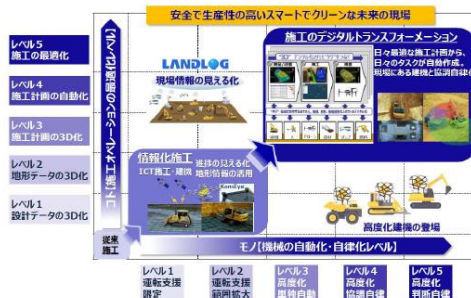 安全で生産性の高いスマートでクリーンな未来の現場
レベル5
施工の最適化
レベル4
施工計画の自動化
レベル3
施工計画の3D化
レベル2
地形データの3D化
レベル1
設計データの3D化
従来
施工
コト【施工オペレーションの最適化レベル】
LANDLOG
現場情報の見える化
施工のデジタルトランスフォーメーション
日々最適な施工計画から、
日々のタスクが自動作成。
現場にある建機と協調自律化
情報化施工
ICT施工・建機
進捗の見える化
地形情報の活用
高度化建機の登場
モノ【機械の自動化・自律化レベル】
レベル1
運転支援
限定
レベル2
運転支援
範囲拡大
レベル3
高度化
単独自動
レベル4
高度化
協調自律
レベル5
高度化
判断自律